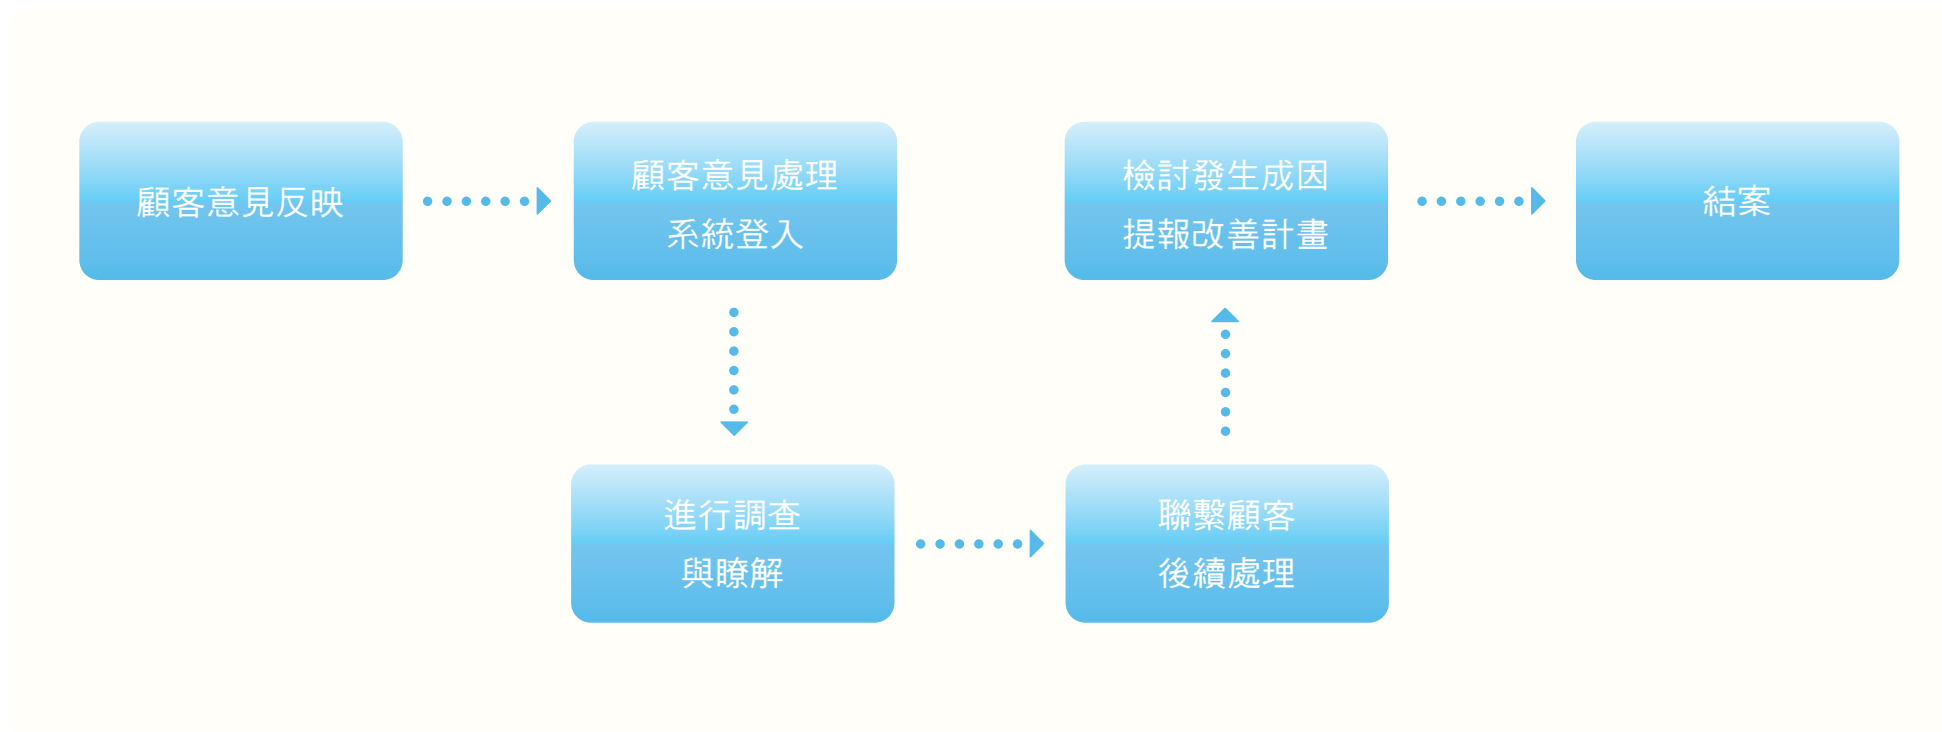 顧客意見反映
顧客意見處理
系統登入
進行調查
與瞭解
聯繫顧客
後續處理
檢討發生成因
提報改善計畫
結案